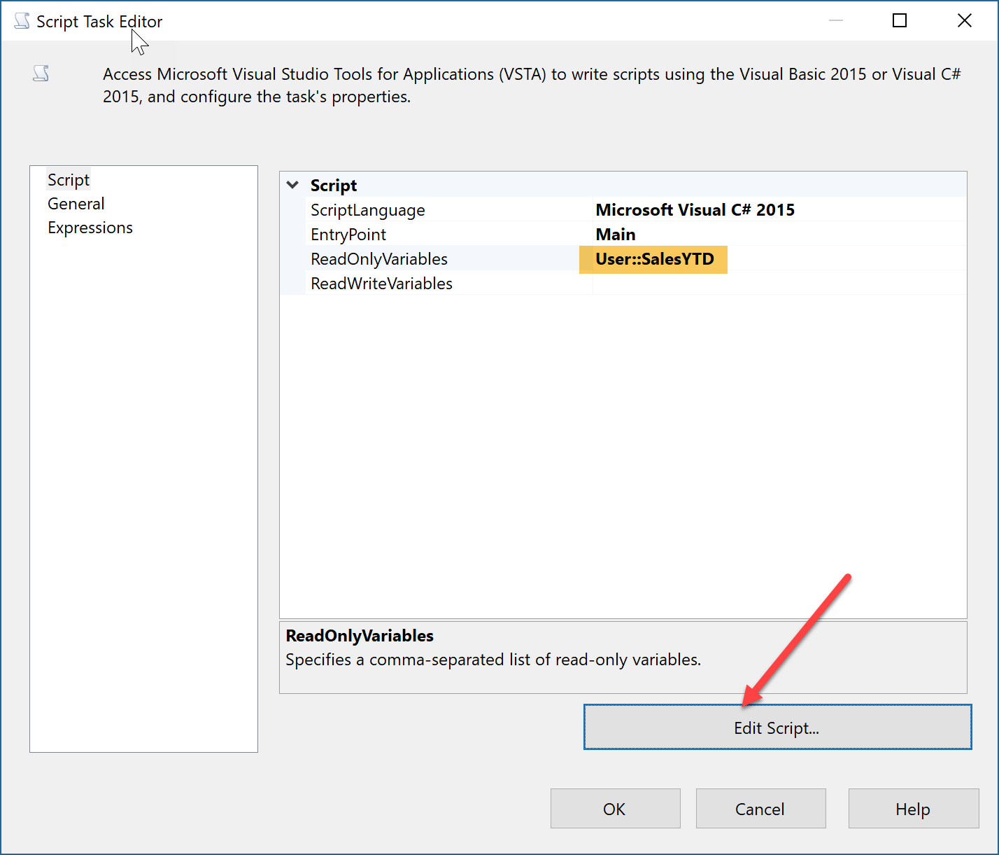 Script Task Editor
Access Microsoft Visual Studio Tools for Applications (VSTA) to write scripts using the Visual Basic 2015 or Visual C#
2015, and configure the task's properties.
Script
General
Expressions
Script
ScriptLanguage Microsoft Visual C# 2015
EntryPoint Main
ReadOnlyVariables User::SalesYTD
ReadWriteVariables
ReadOnlyVariables
Specifies a comma-separated list of read-only variables.
Edit Script...
OK Cancel Help